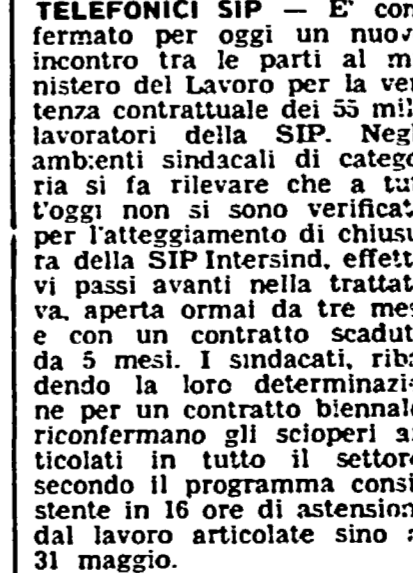 TELEFONICI SIP — E' con
fermato per oggi un nuov
incontro tra le parti al m
nistero del Lavoro per la ver
tenza contrattuale dei 55 mil
lavoratori della SIP. Negl
ambienti sindacali di catego
ria si fa rilevare che a tut
t'oggi non si sono verificat
per l'atteggiamento di chiusu
ra della SIP Intersind, effett
vi passi avanti nella trattat
va, aperta ormai da tre mes
e con un contratto scadut
da 5 mesi. I sindacati, riba
dendo la loro determinazi
ne per un contratto biennale
riconfermano gli scioperi a
ticolati in tutto il settore
secondo il programma consi
stente in 16 ore di astension
dal lavoro articolate sino a
31 maggio.